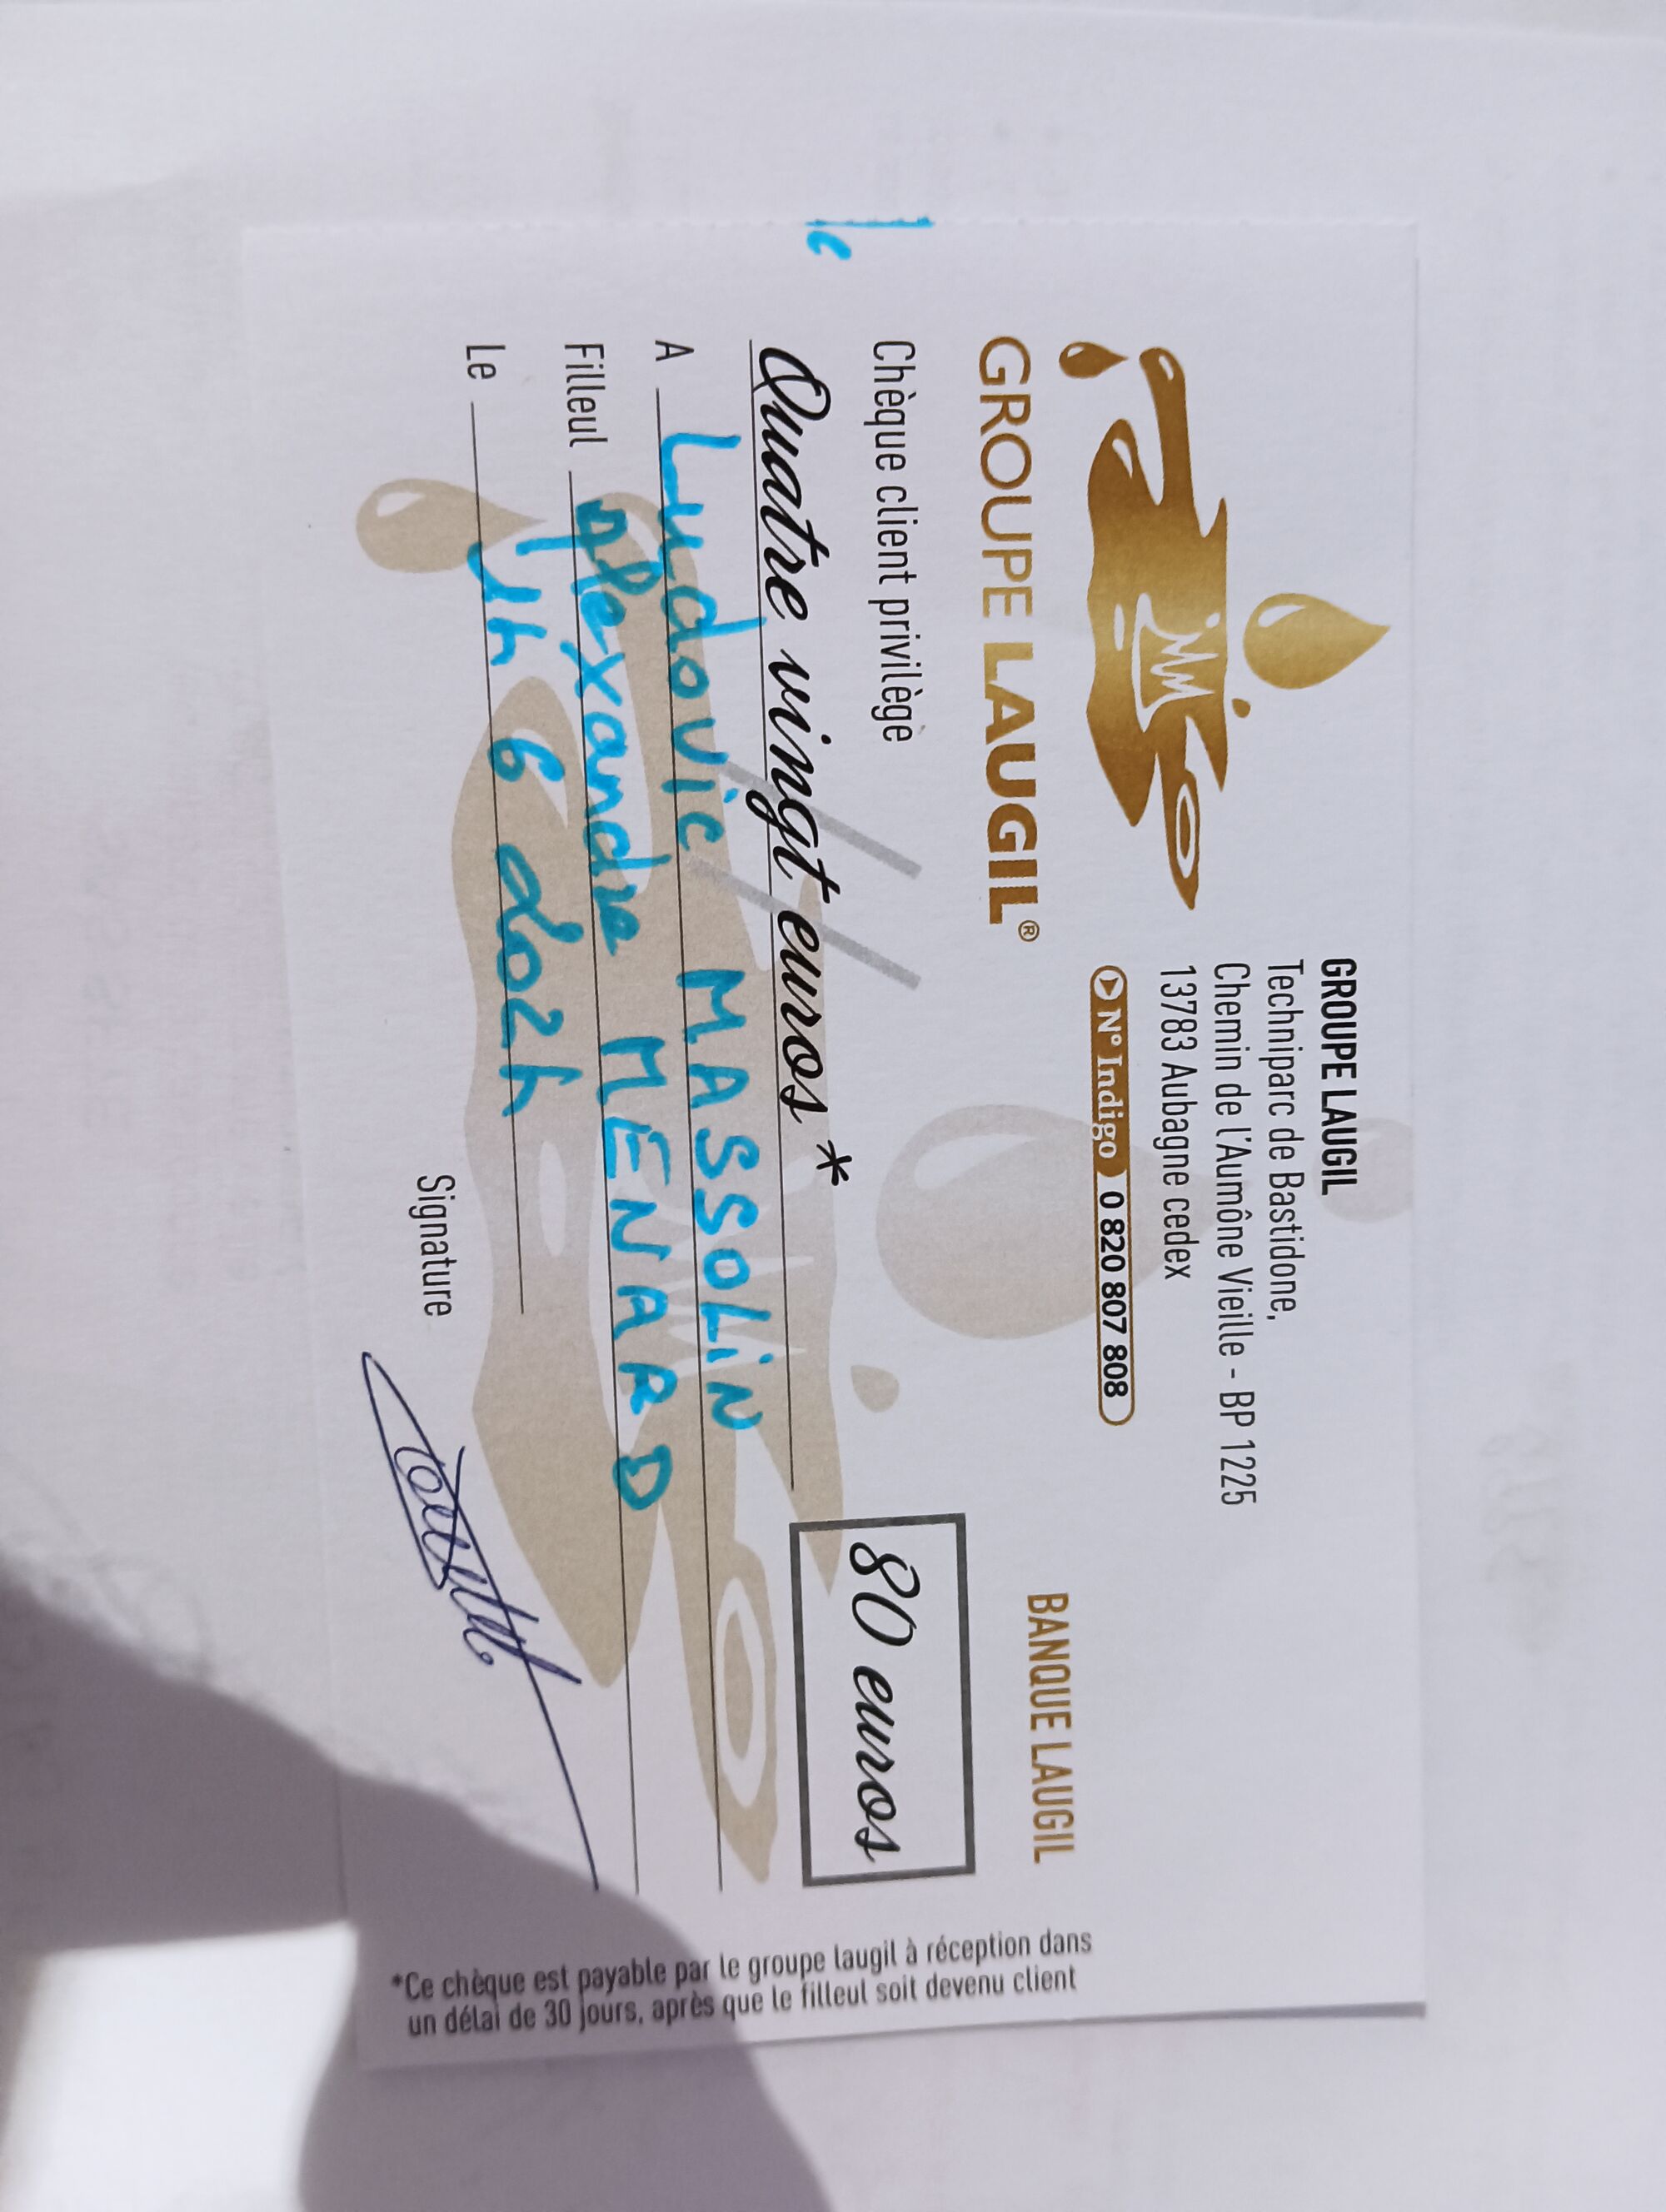 GROUPE LAUGIL®
GROUPE LAUGIL
Techniparc de Bastidone,
Chemin de l'Aumône Vieille - BP 1225
13783 Aubagne cedex
N° Indigo 0 820 807 808
BANQUE LAUGIL
Chèque client privilège
80 euros
Quatre vingt euros*
A Ludovic MASSOLIN
Filleul Alexandre MENARD
Le 14 6 2024
Signature
*Ce chèque est payable par le groupe laugil à réception dans
un délai de 30 jours, après que le filleul soit devenu client